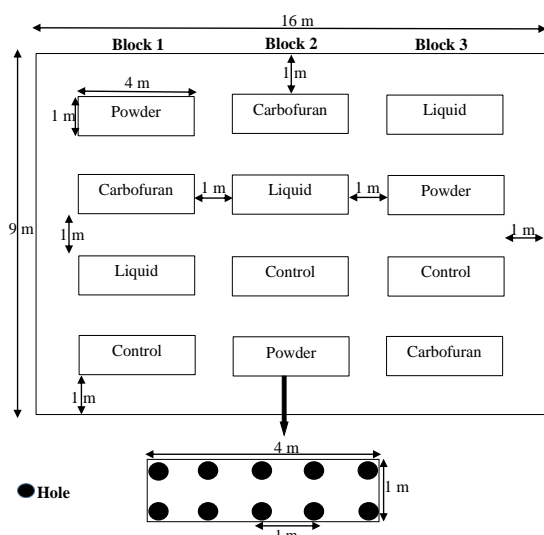 16 m
Block 1 Block 2 Block 3
4 m 1 m
1 m Powder Carbofuran Liquid
Carbofuran 1 m Liquid 1 m Powder
9 m 1 m 1 m
Liquid Control Control
Control Powder Carbofuran
1 m
4 m
Hole 1 m
1 m